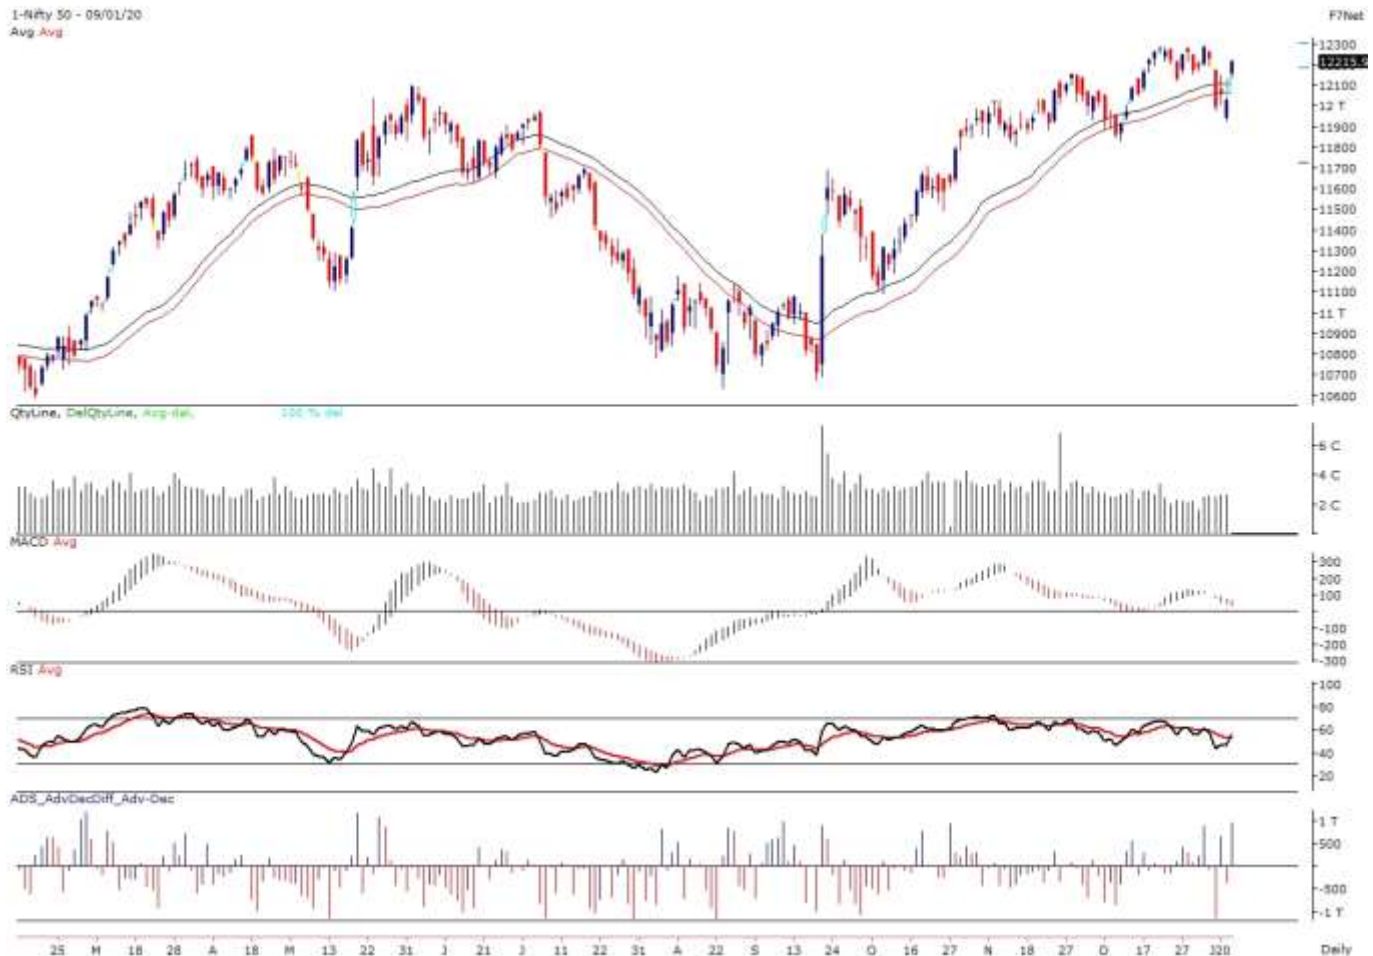 1-Nifty 50 - 09/01/20 F7Net
Avg Avg
12300
12215.9
12100
12 T
11900
11800
11700
11600
11500
11400
11300
11200
11100
11 T
10900
10800
10700
10600
QtyLine, DelQtyLine, Avg-del, 100 % del
6 C
4 C
2 C
MACD Avg
300
200
100
-100
-200
-300
RSI Avg
100
80
60
40
20
ADS_AdvDecDiff_Adv-Dec
1 T
500
-500
-1 T
25 M 18 28 A 18 M 13 22 31 J 21 J 11 22 31 A 22 S 13 24 O 16 27 N 18 27 D 17 27 J20 Daily